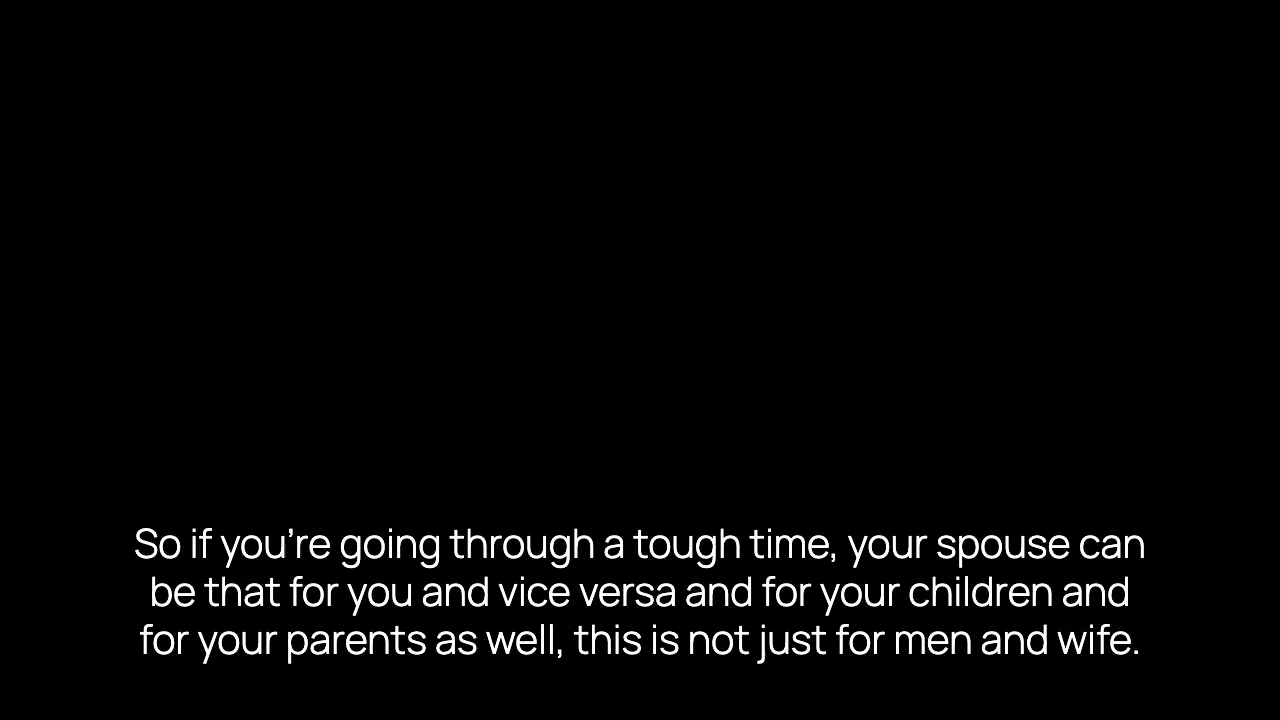 So if you're going through a tough time, your spouse can
be that for you and vice versa and for your children and
for your parents as well, this is not just for men and wife.